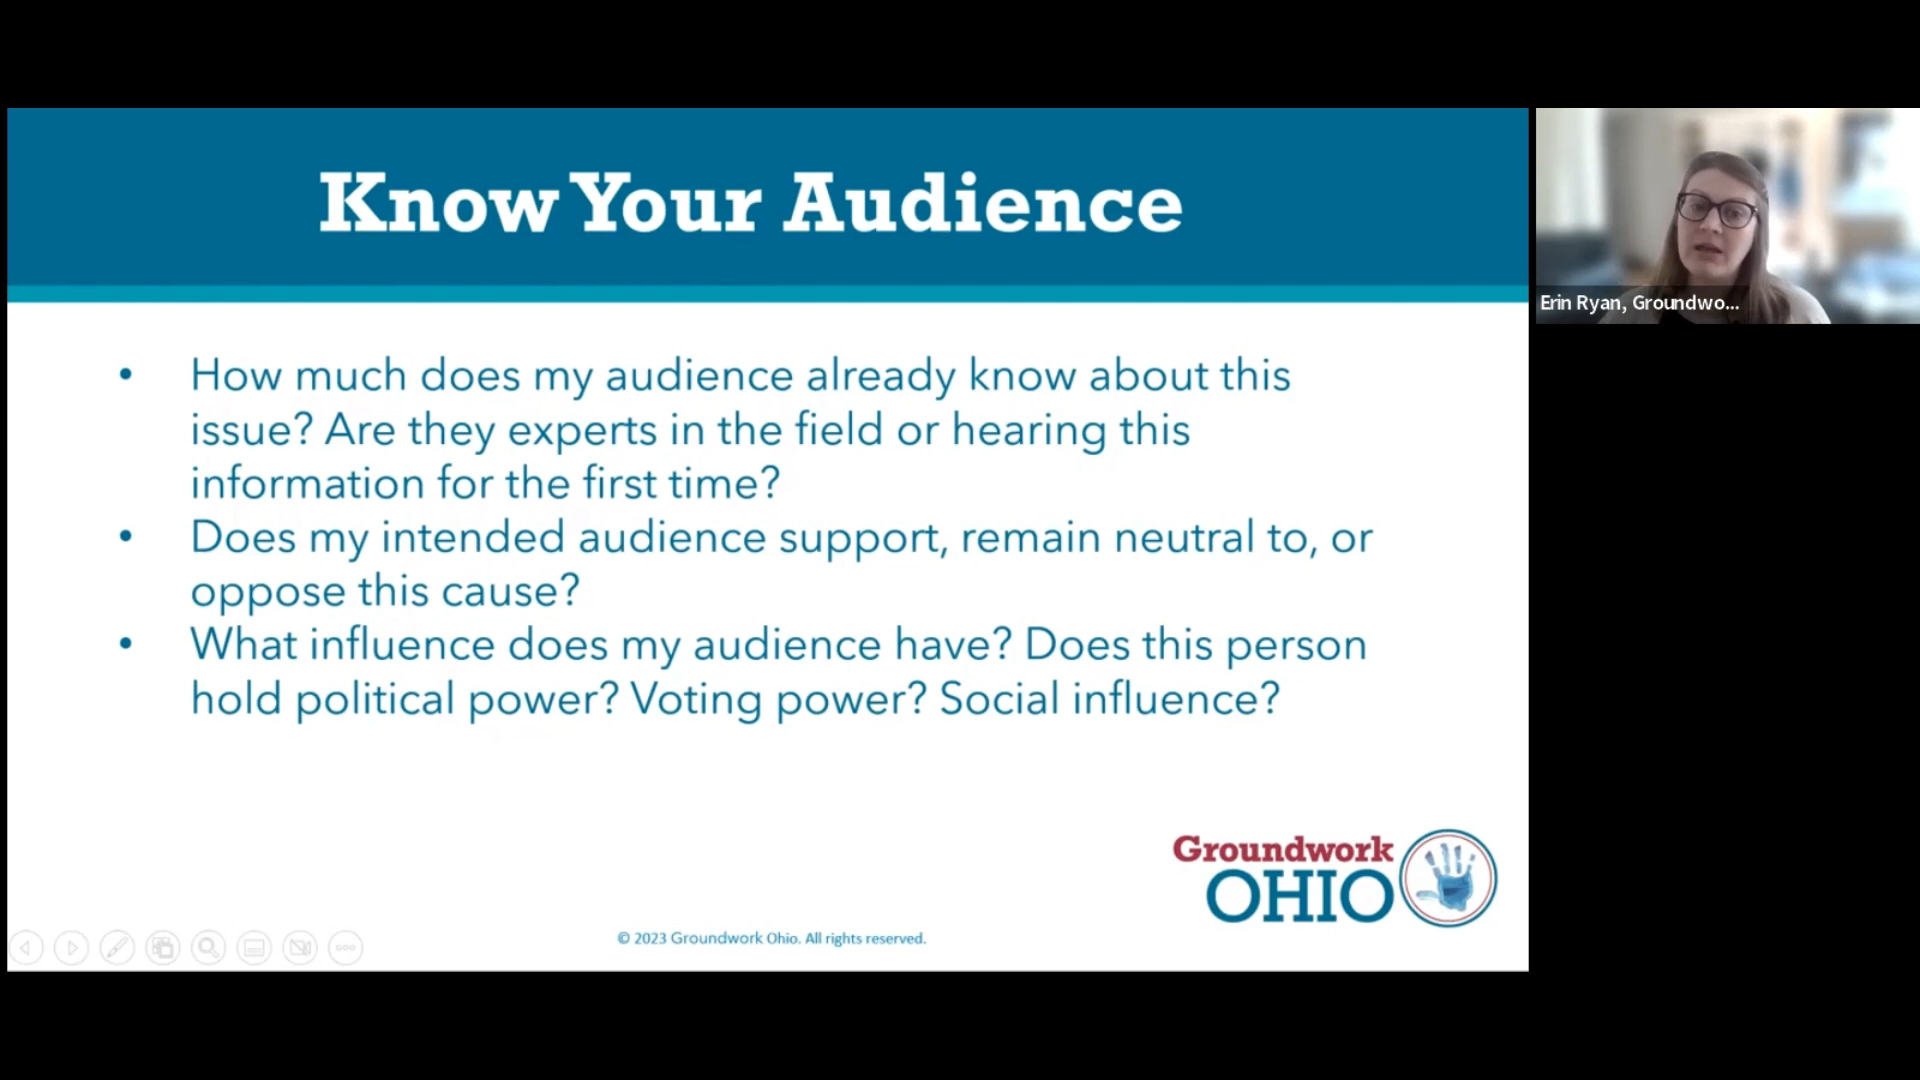 Know Your Audience
• How much does my audience already know about this
issue? Are they experts in the field or hearing this
information for the first time?
• Does my intended audience support, remain neutral to, or
oppose this cause?
• What influence does my audience have? Does this person
hold political power? Voting power? Social influence?
Groundwork
OHIO
© 2023 Groundwork Ohio. All rights reserved.
Erin Ryan, Groundwo...